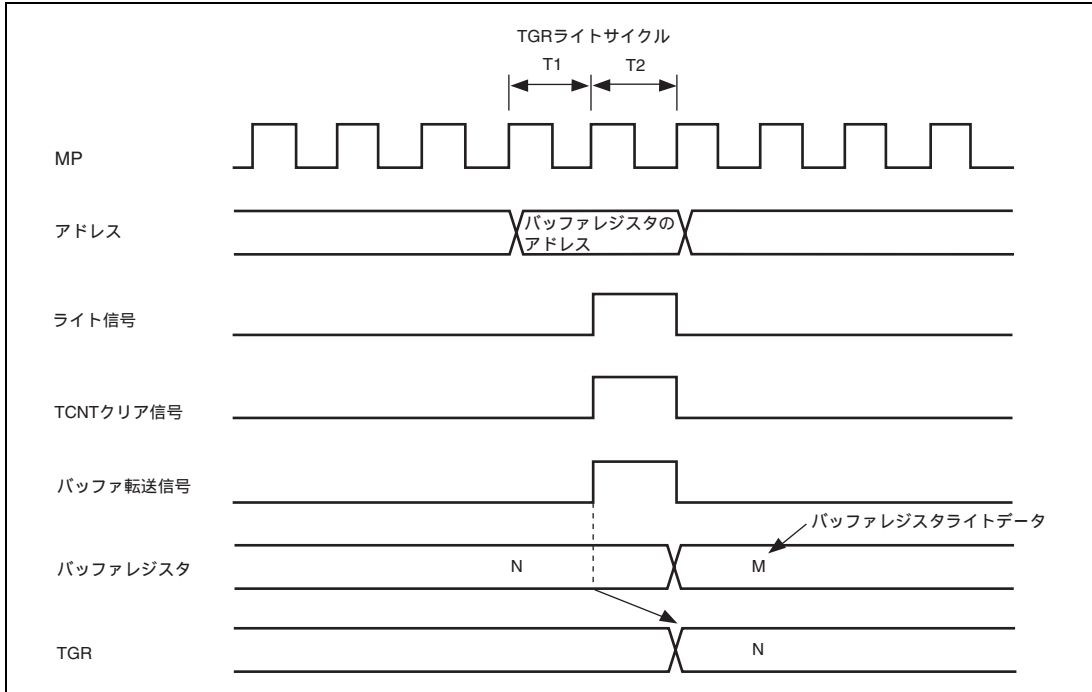 TGRライトサイクル
T1 T2
MP
アドレス
バッファレジスタの
アドレス
ライト信号
TCNTクリア信号
バッファ転送信号
バッファレジスタライトデータ
バッファレジスタ N M
TGR N